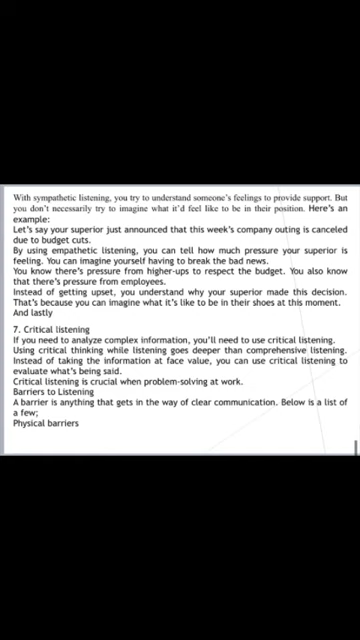 With sympathetic listening, you try to understand someone's feelings to provide support. But
you don't necessarily try to imagine what it'd feel like to be in their position. Here's an
example:
Let's say your superior just announced that this week's company outing is canceled
due to budget cuts.
By using empathetic listening, you can tell how much pressure your superior is
feeling. You can imagine yourself having to break the bad news.
You know there's pressure from higher-ups to respect the budget. You also know
that there's pressure from employees.
Instead of getting upset, you understand why your superior made this decision.
That's because you can imagine what it's like to be in their shoes at this moment.
And lastly
7. Critical listening
If you need to analyze complex information, you'll need to use critical listening.
Using critical thinking while listening goes deeper than comprehensive listening.
Instead of taking the information at face value, you can use critical listening to
evaluate what's being said.
Critical listening is crucial when problem-solving at work.
Barriers to Listening
A barrier is anything that gets in the way of clear communication. Below is a list of
a few;
Physical barriers